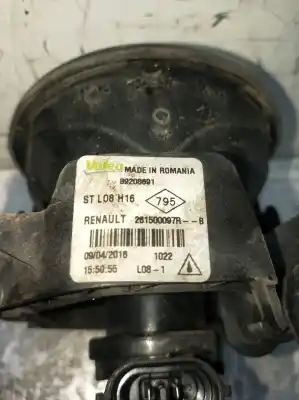 Valeo MADE IN ROMANIA
89208691
ST L08 H16 795
RENAULT 261500097R--B
09/04/2016 1022
15:50:55 L08-1